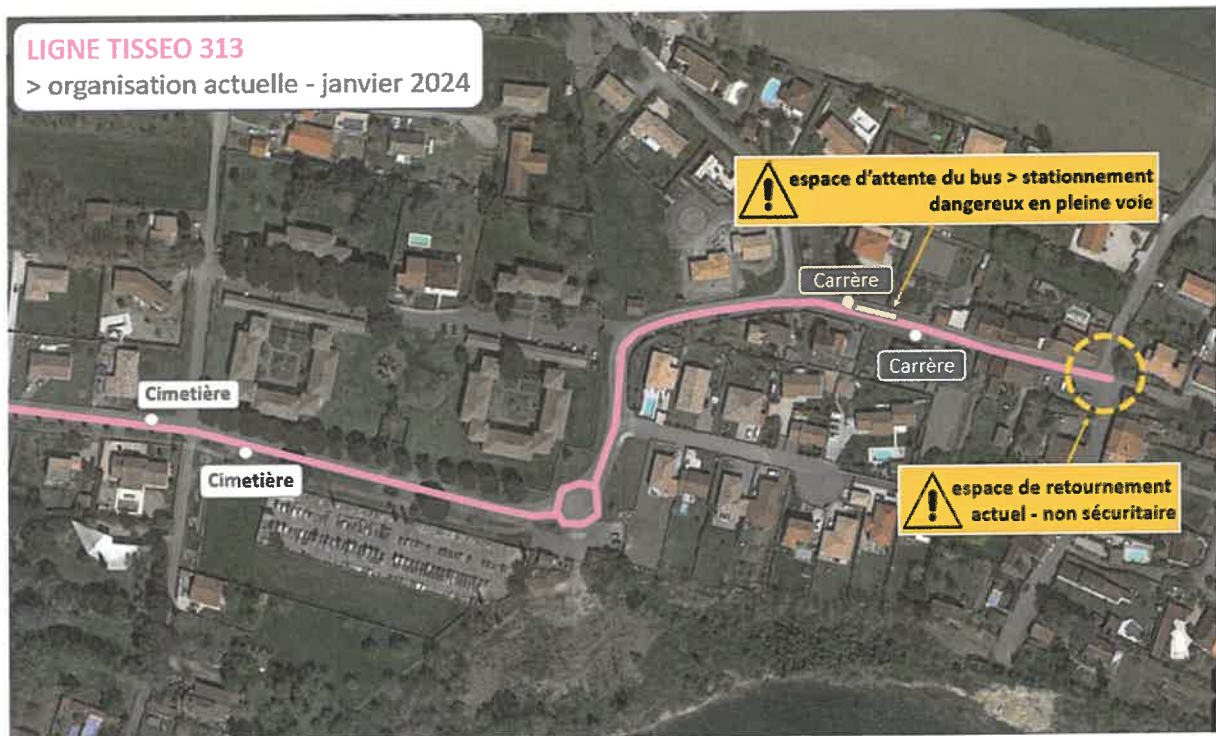 LIGNE TISSEO 313
> organisation actuelle - janvier 2024
espace d'attente du bus > stationnement
dangereux en pleine voie
Carrère
Carrère
Cimetière
Cimetière
espace de retournement
actuel - non sécuritaire